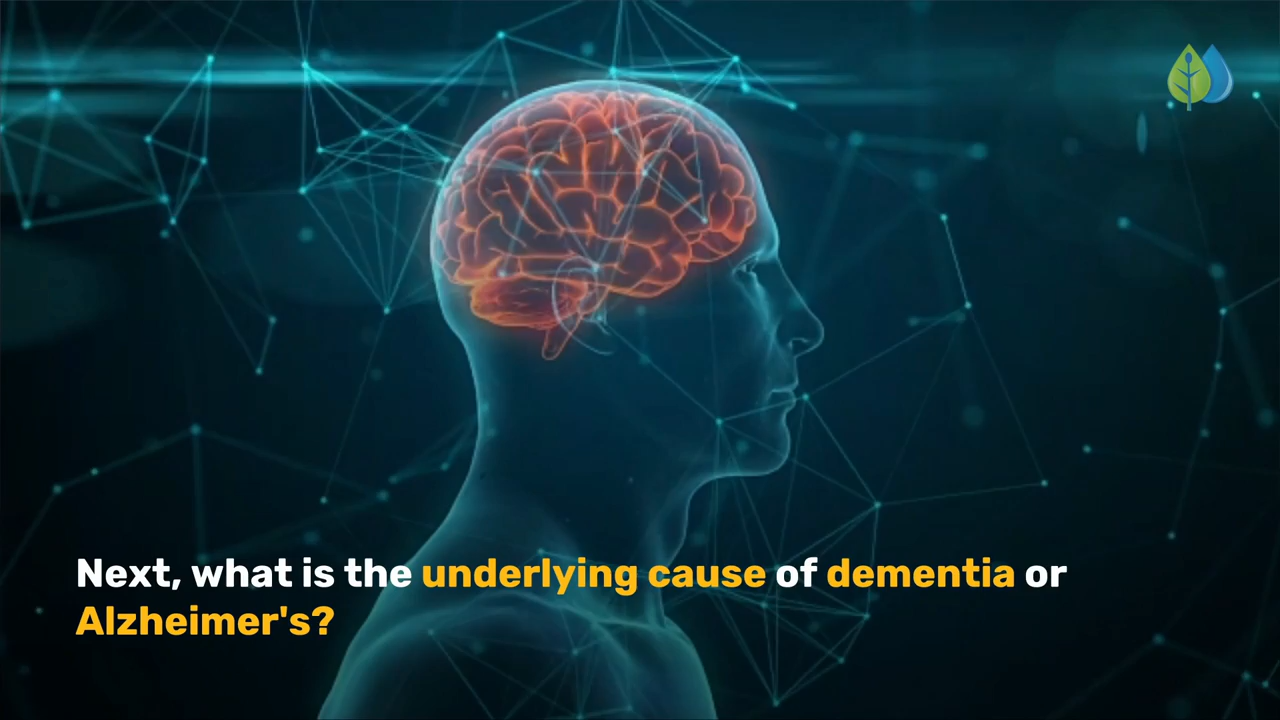 Next, what is the underlying cause of dementia or
Alzheimer's?